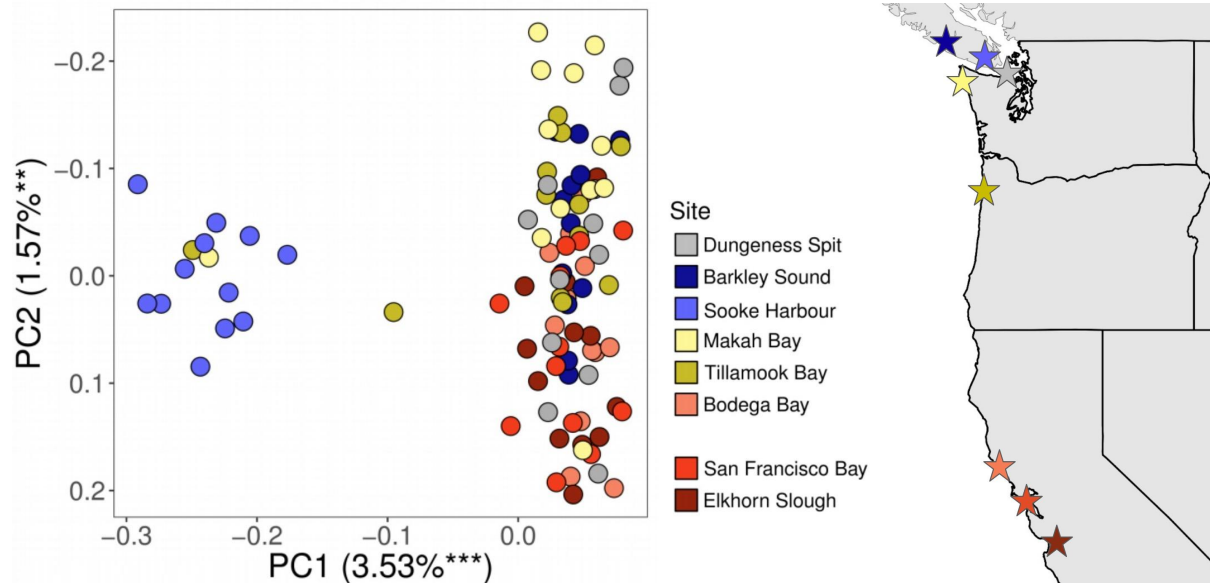 −0.2
−0.1
0.0
0.1
0.2
PC2 (1.57%**)
−0.3
−0.2
−0.1
0.0
PC1 (3.53%***)
Site
Dungeness Spit
Barkley Sound
Sooke Harbour
Makah Bay
Tillamook Bay
Bodega Bay
San Francisco Bay
Elkhorn Slough